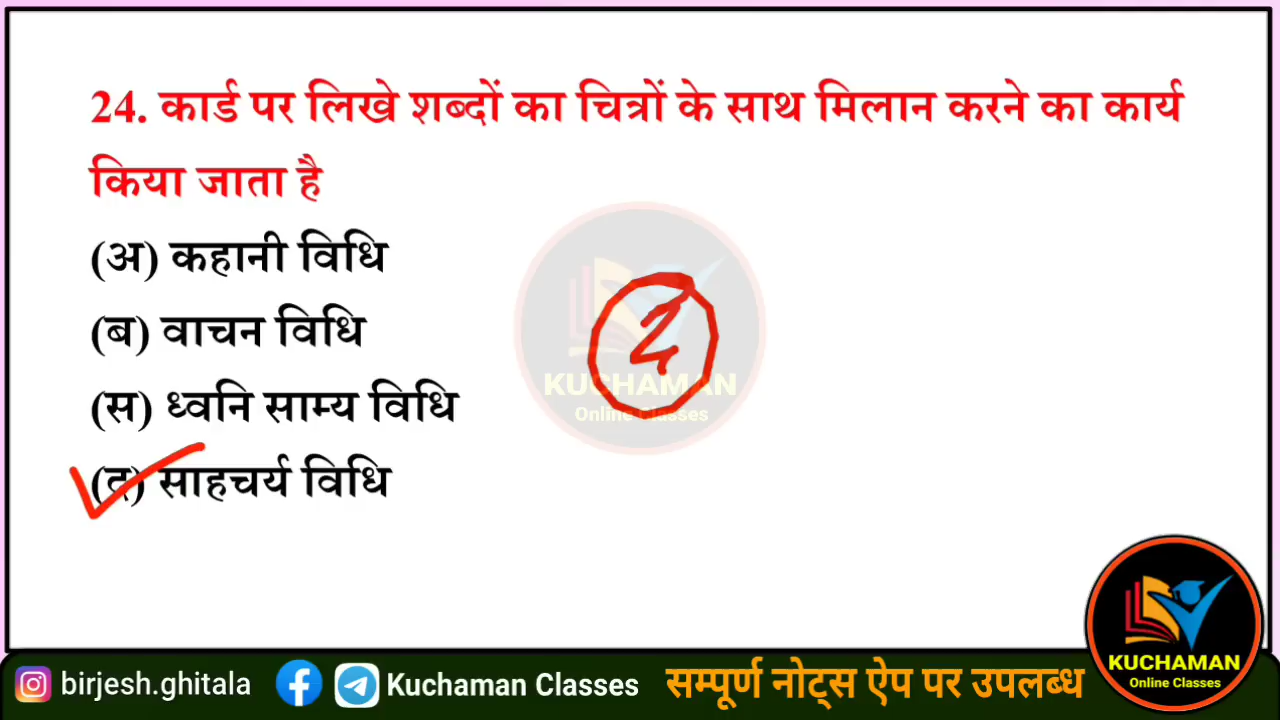 24. कार्ड पर लिखे शब्दों का चित्रों के साथ मिलान करने का कार्य
किया जाता है
(अ) कहानी विधि
(ब) वाचन विधि
(स) ध्वनि साम्य विधि
(द) साहचर्य विधि
द
KUCHAMAN
Online Classes
KUCHAMAN
Online Classes
birjesh.ghitala
Kuchaman Classes
सम्पूर्ण नोट्स ऐप पर उपलब्ध